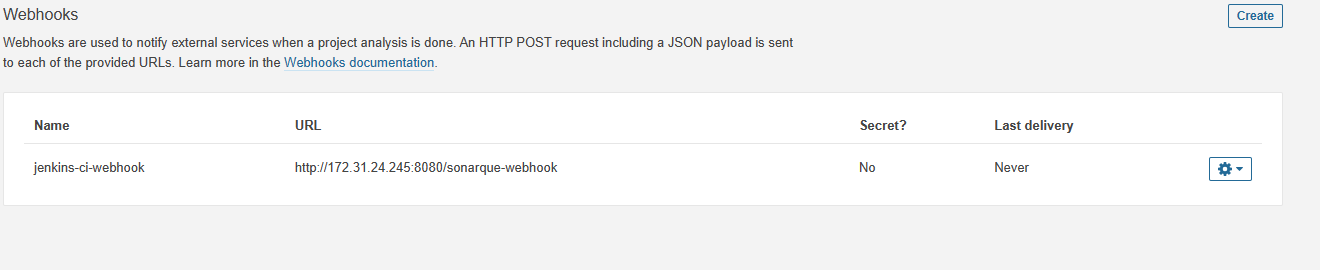 Webhooks
Create
Webhooks are used to notify external services when a project analysis is done. An HTTP POST request including a JSON payload is sent
to each of the provided URLs. Learn more in the Webhooks documentation.
Name URL Secret? Last delivery
jenkins-ci-webhook http://172.31.24.245:8080/sonarque-webhook No Never